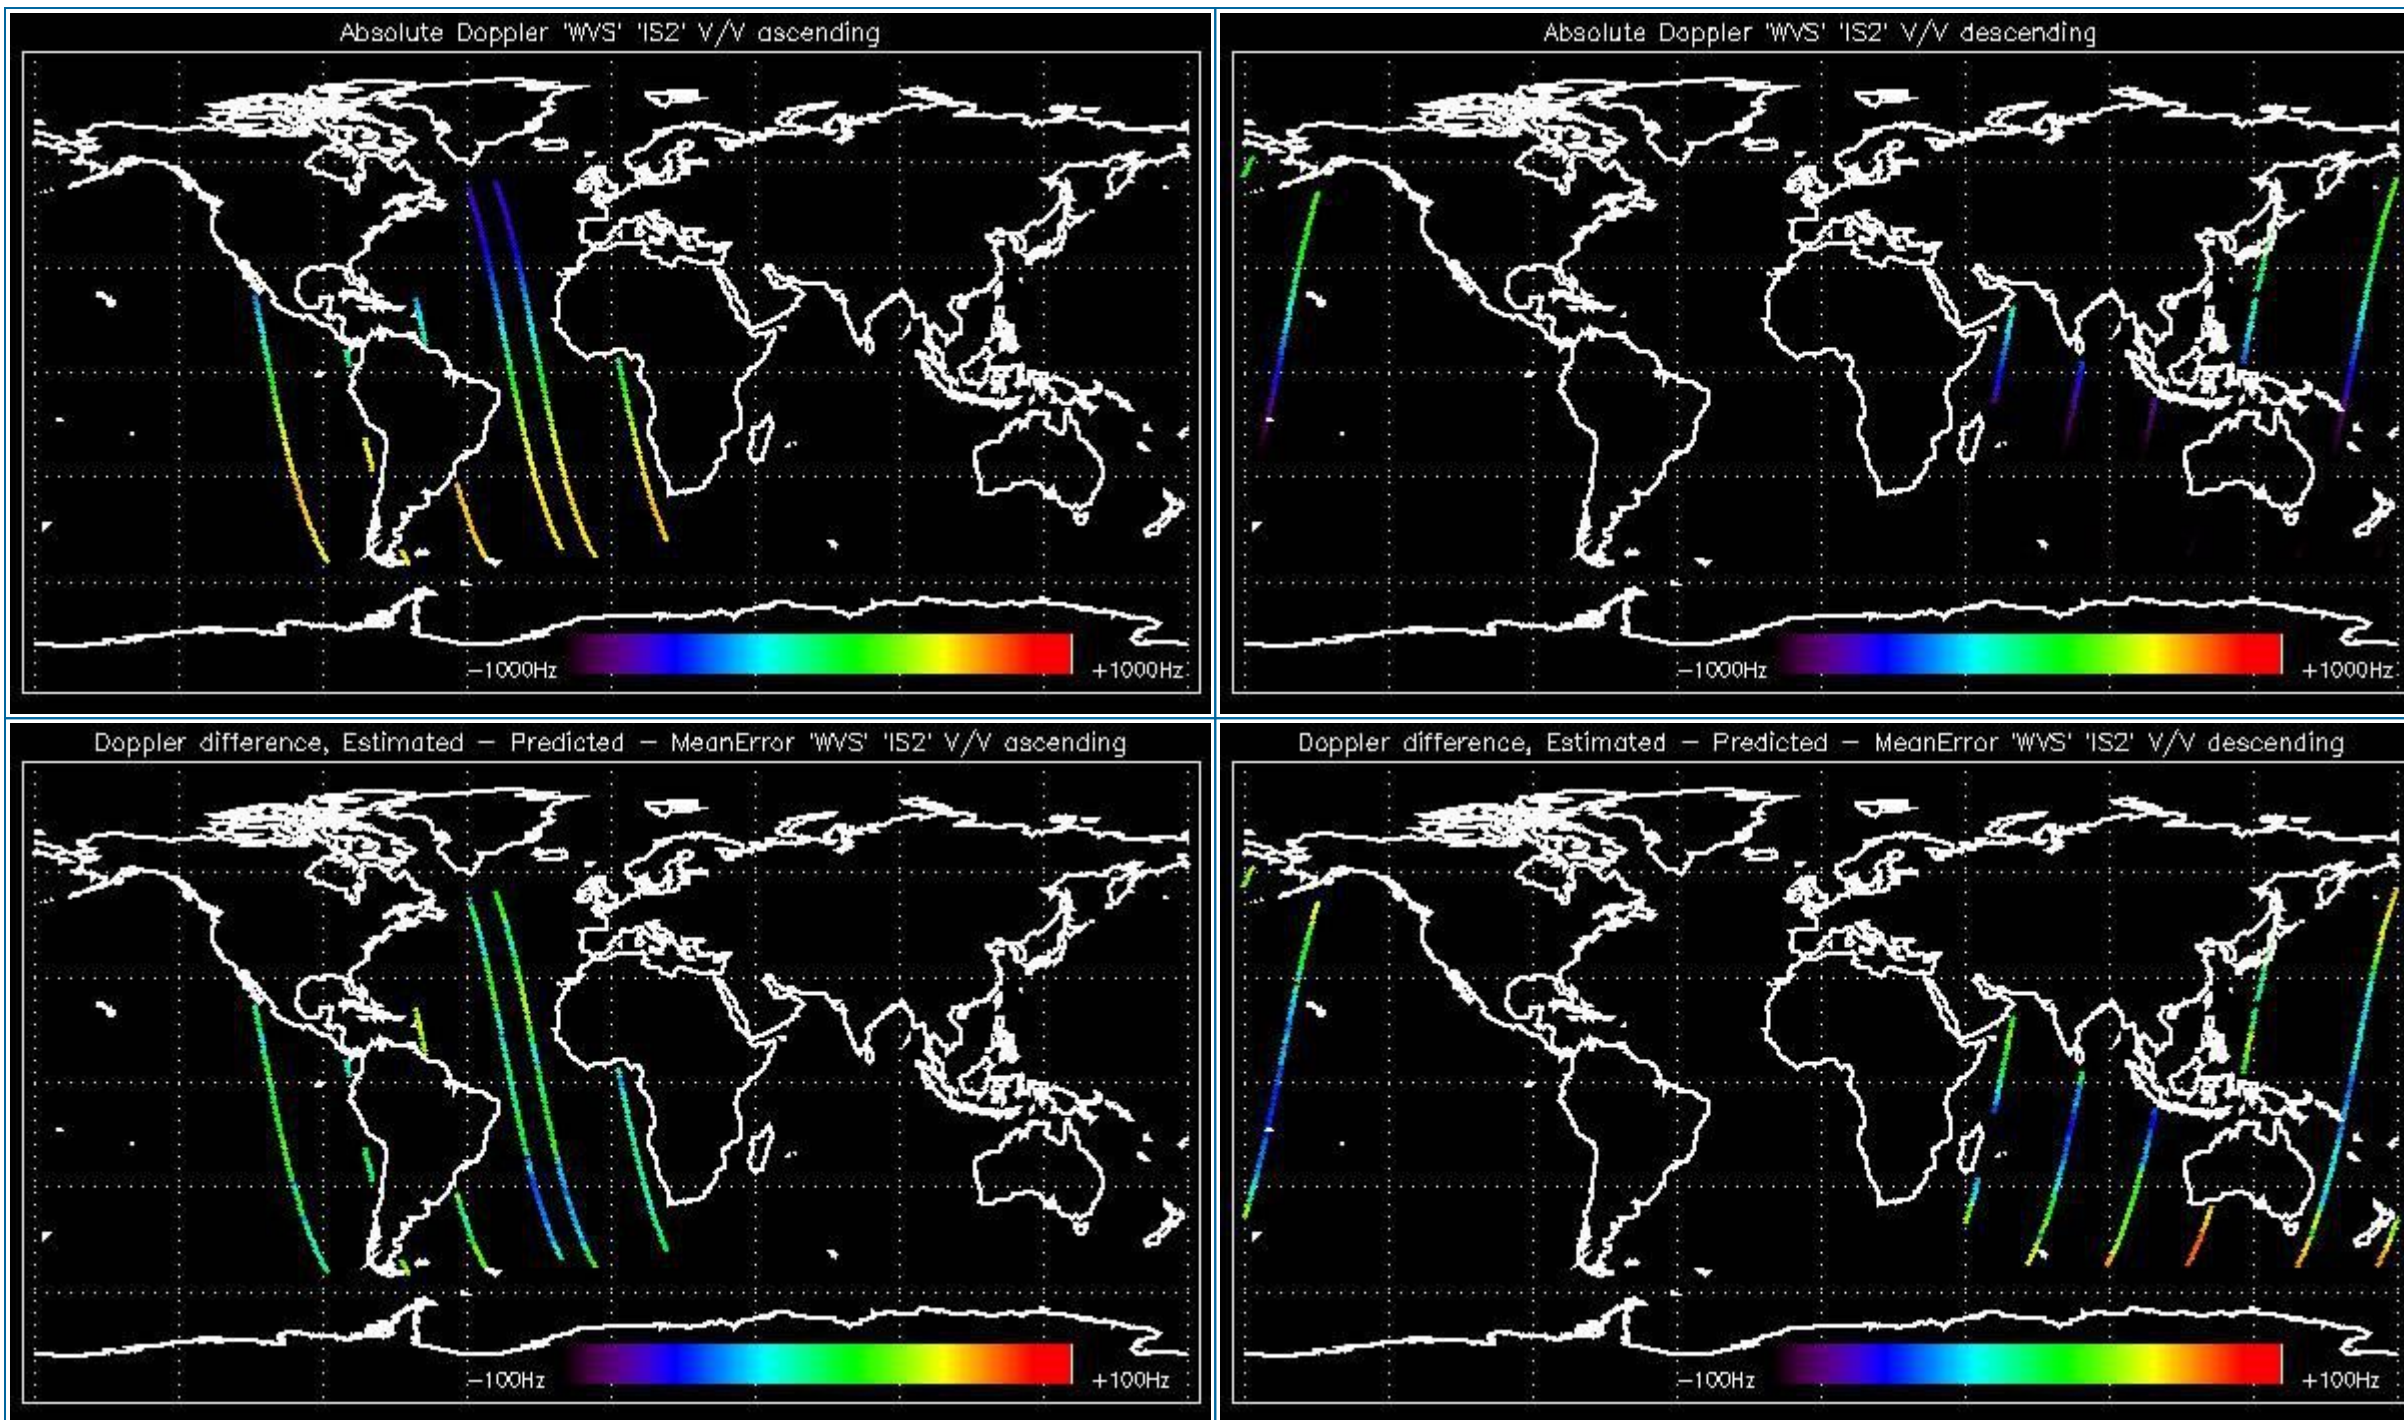 Absolute Doppler 'WVS' 'IS2' V/V ascending
-1000Hz
+1000Hz
Absolute Doppler 'WVS' 'IS2' V/V descending
-1000Hz
+1000Hz
Doppler difference, Estimated - Predicted - MeanError 'WVS' 'IS2' V/V ascending
-100Hz
+100Hz
Doppler difference, Estimated - Predicted - MeanError 'WVS' 'IS2' V/V descending
-100Hz
+100Hz